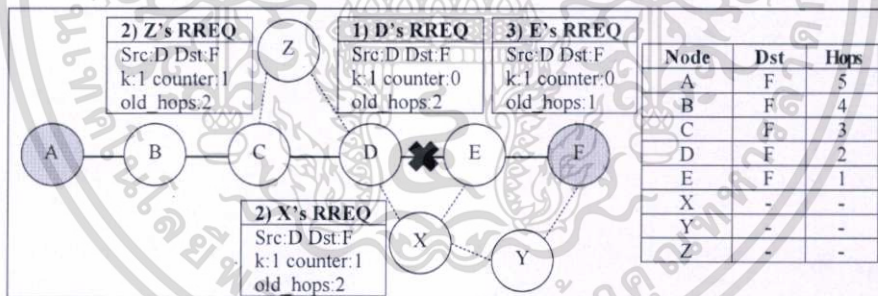 2) Z's RREQ
Src:D Dst:F
k:1 counter:1
old_hops:2
Z
1) D's RREQ
Src:D Dst:F
k:1 counter:0
old_hops:2
3) E's RREQ
Src:D Dst:F
k:1 counter:0
old_hops:1
A B C D E F
2) X's RREQ
Src:D Dst:F
k:1 counter:1
old_hops:2
X
Y
Node Dst Hops
A F 5
B F 4
C F 3
D F 2
E F 1
X - -
Y - -
Z - -